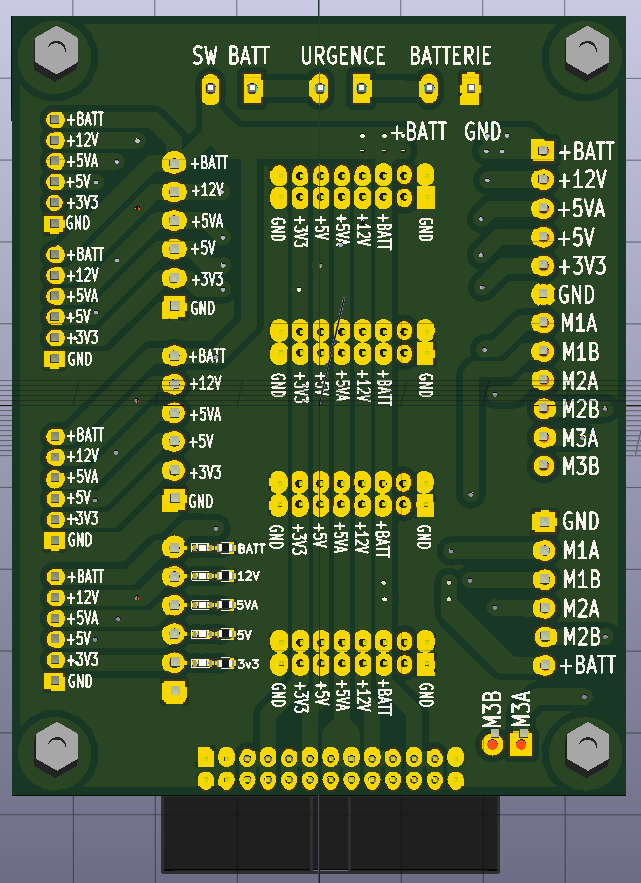 SW BATT URGENCE BATTERIE
+BATT GND
+BATT
+12V
+5VA
+5V
+3V3
GND
+BATT
+12V
+5VA
+5V
+3V3
GND
+BATT
+12V
+5VA
+5V
+3V3
GND
+BATT
+12V
+5VA
+5V
+3V3
GND
+BATT
+12V
+5VA
+5V
+3V3
GND
+BATT
+12V
+5VA
+5V
+3V3
GND
BATT
12V
5VA
5V
3v3
GND +3V3 +5V +5VA +12V +BATT GND
GND +3V3 +5V +5VA +12V +BATT GND
GND +3V3 +5V +5VA +12V +BATT GND
GND +3V3 +5V +5VA +12V +BATT GND
+BATT
+12V
+5VA
+5V
+3V3
GND
M1A
M1B
M2A
M2B
M3A
M3B
GND
M1A
M1B
M2A
M2B
+BATT
M3B M3A